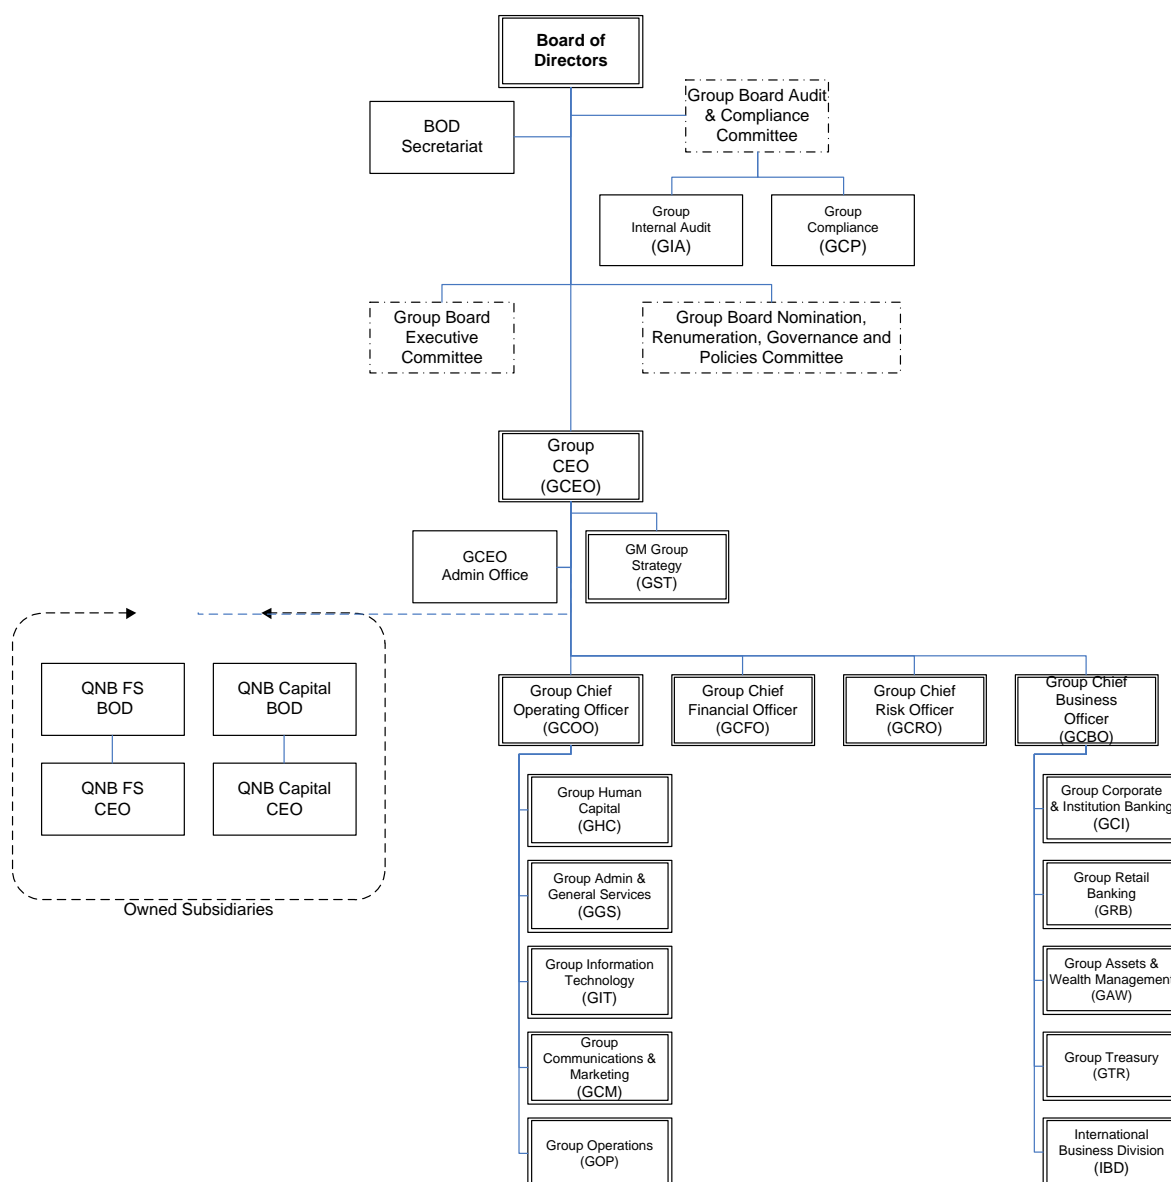 Board of
Directors
Group Board Audit
& Compliance
Committee
BOD
Secretariat
Group
Internal Audit
(GIA)
Group
Compliance
(GCP)
Group Board
Executive
Committee
Group Board Nomination,
Renumeration, Governance and
Policies Committee
Group
CEO
(GCEO)
GCEO
Admin Office
GM Group
Strategy
(GST)
QNB FS
BOD
QNB Capital
BOD
QNB FS
CEO
QNB Capital
CEO
Owned Subsidiaries
Group Chief
Operating Officer
(GCOO)
Group Chief
Financial Officer
(GCFO)
Group Chief
Risk Officer
(GCRO)
Group Chief
Business
Officer
(GCBO)
Group Human
Capital
(GHC)
Group Admin &
General Services
(GGS)
Group Information
Technology
(GIT)
Group
Communications &
Marketing
(GCM)
Group Operations
(GOP)
Group Corporate
& Institution Banking
(GCI)
Group Retail
Banking
(GRB)
Group Assets &
Wealth Management
(GAW)
Group Treasury
(GTR)
International
Business Division
(IBD)